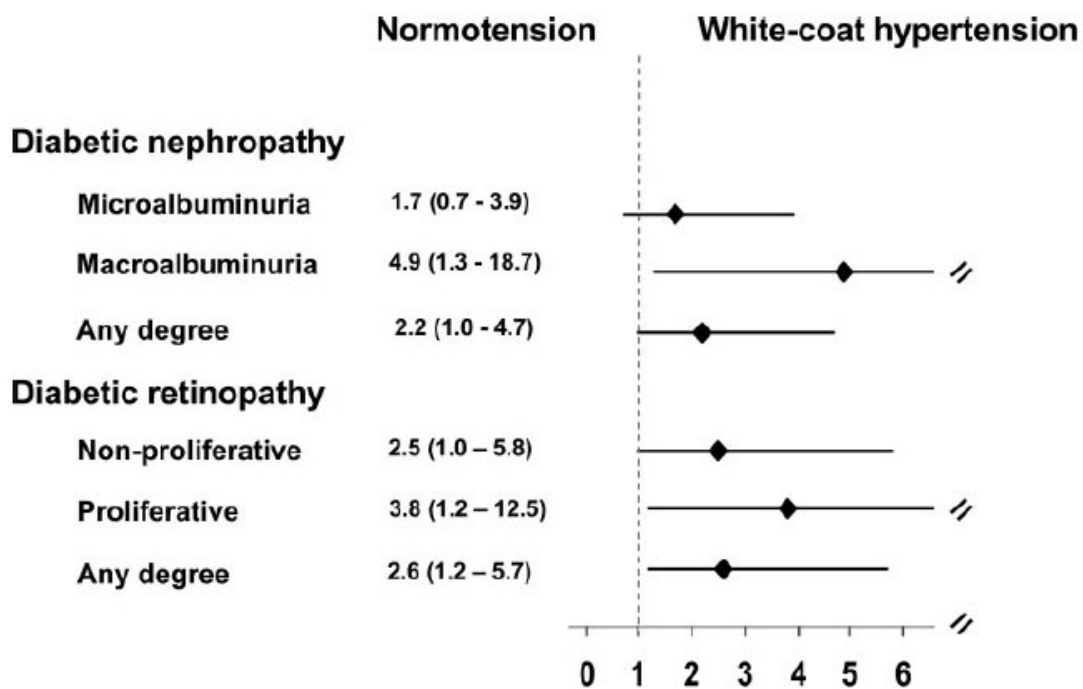 Normotension White-coat hypertension
Diabetic nephropathy
Microalbuminuria 1.7 (0.7 - 3.9)
Macroalbuminuria 4.9 (1.3 - 18.7)
Any degree 2.2 (1.0 - 4.7)
Diabetic retinopathy
Non-proliferative 2.5 (1.0 – 5.8)
Proliferative 3.8 (1.2 – 12.5)
Any degree 2.6 (1.2 – 5.7)
0 1 2 3 4 5 6